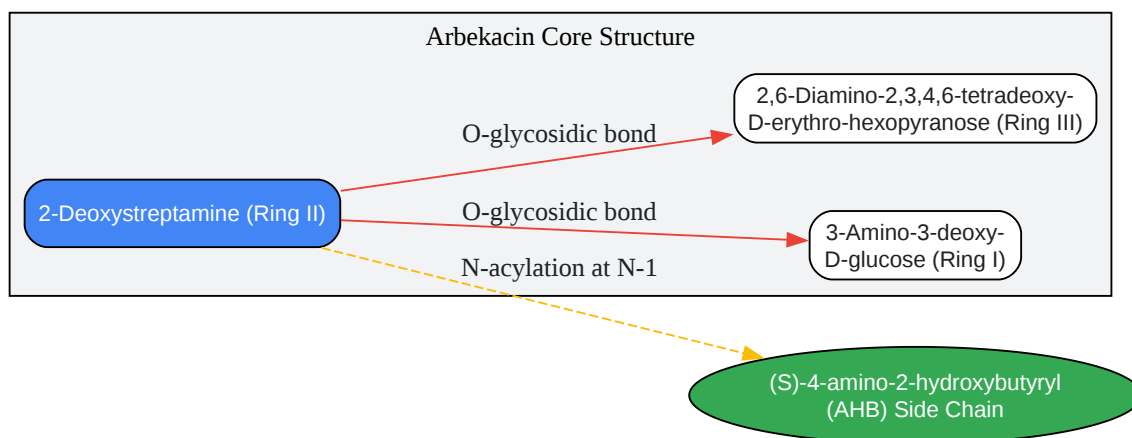 Arbekacin Core Structure
2,6-Diamino-2,3,4,6-tetradeoxy-
D-erythro-hexopyranose (Ring III)
O-glycosidic bond
2-Deoxystreptamine (Ring II)
O-glycosidic bond
3-Amino-3-deoxy-
D-glucose (Ring I)
N-acylation at N-1
(S)-4-amino-2-hydroxybutyryl
(AHB) Side Chain